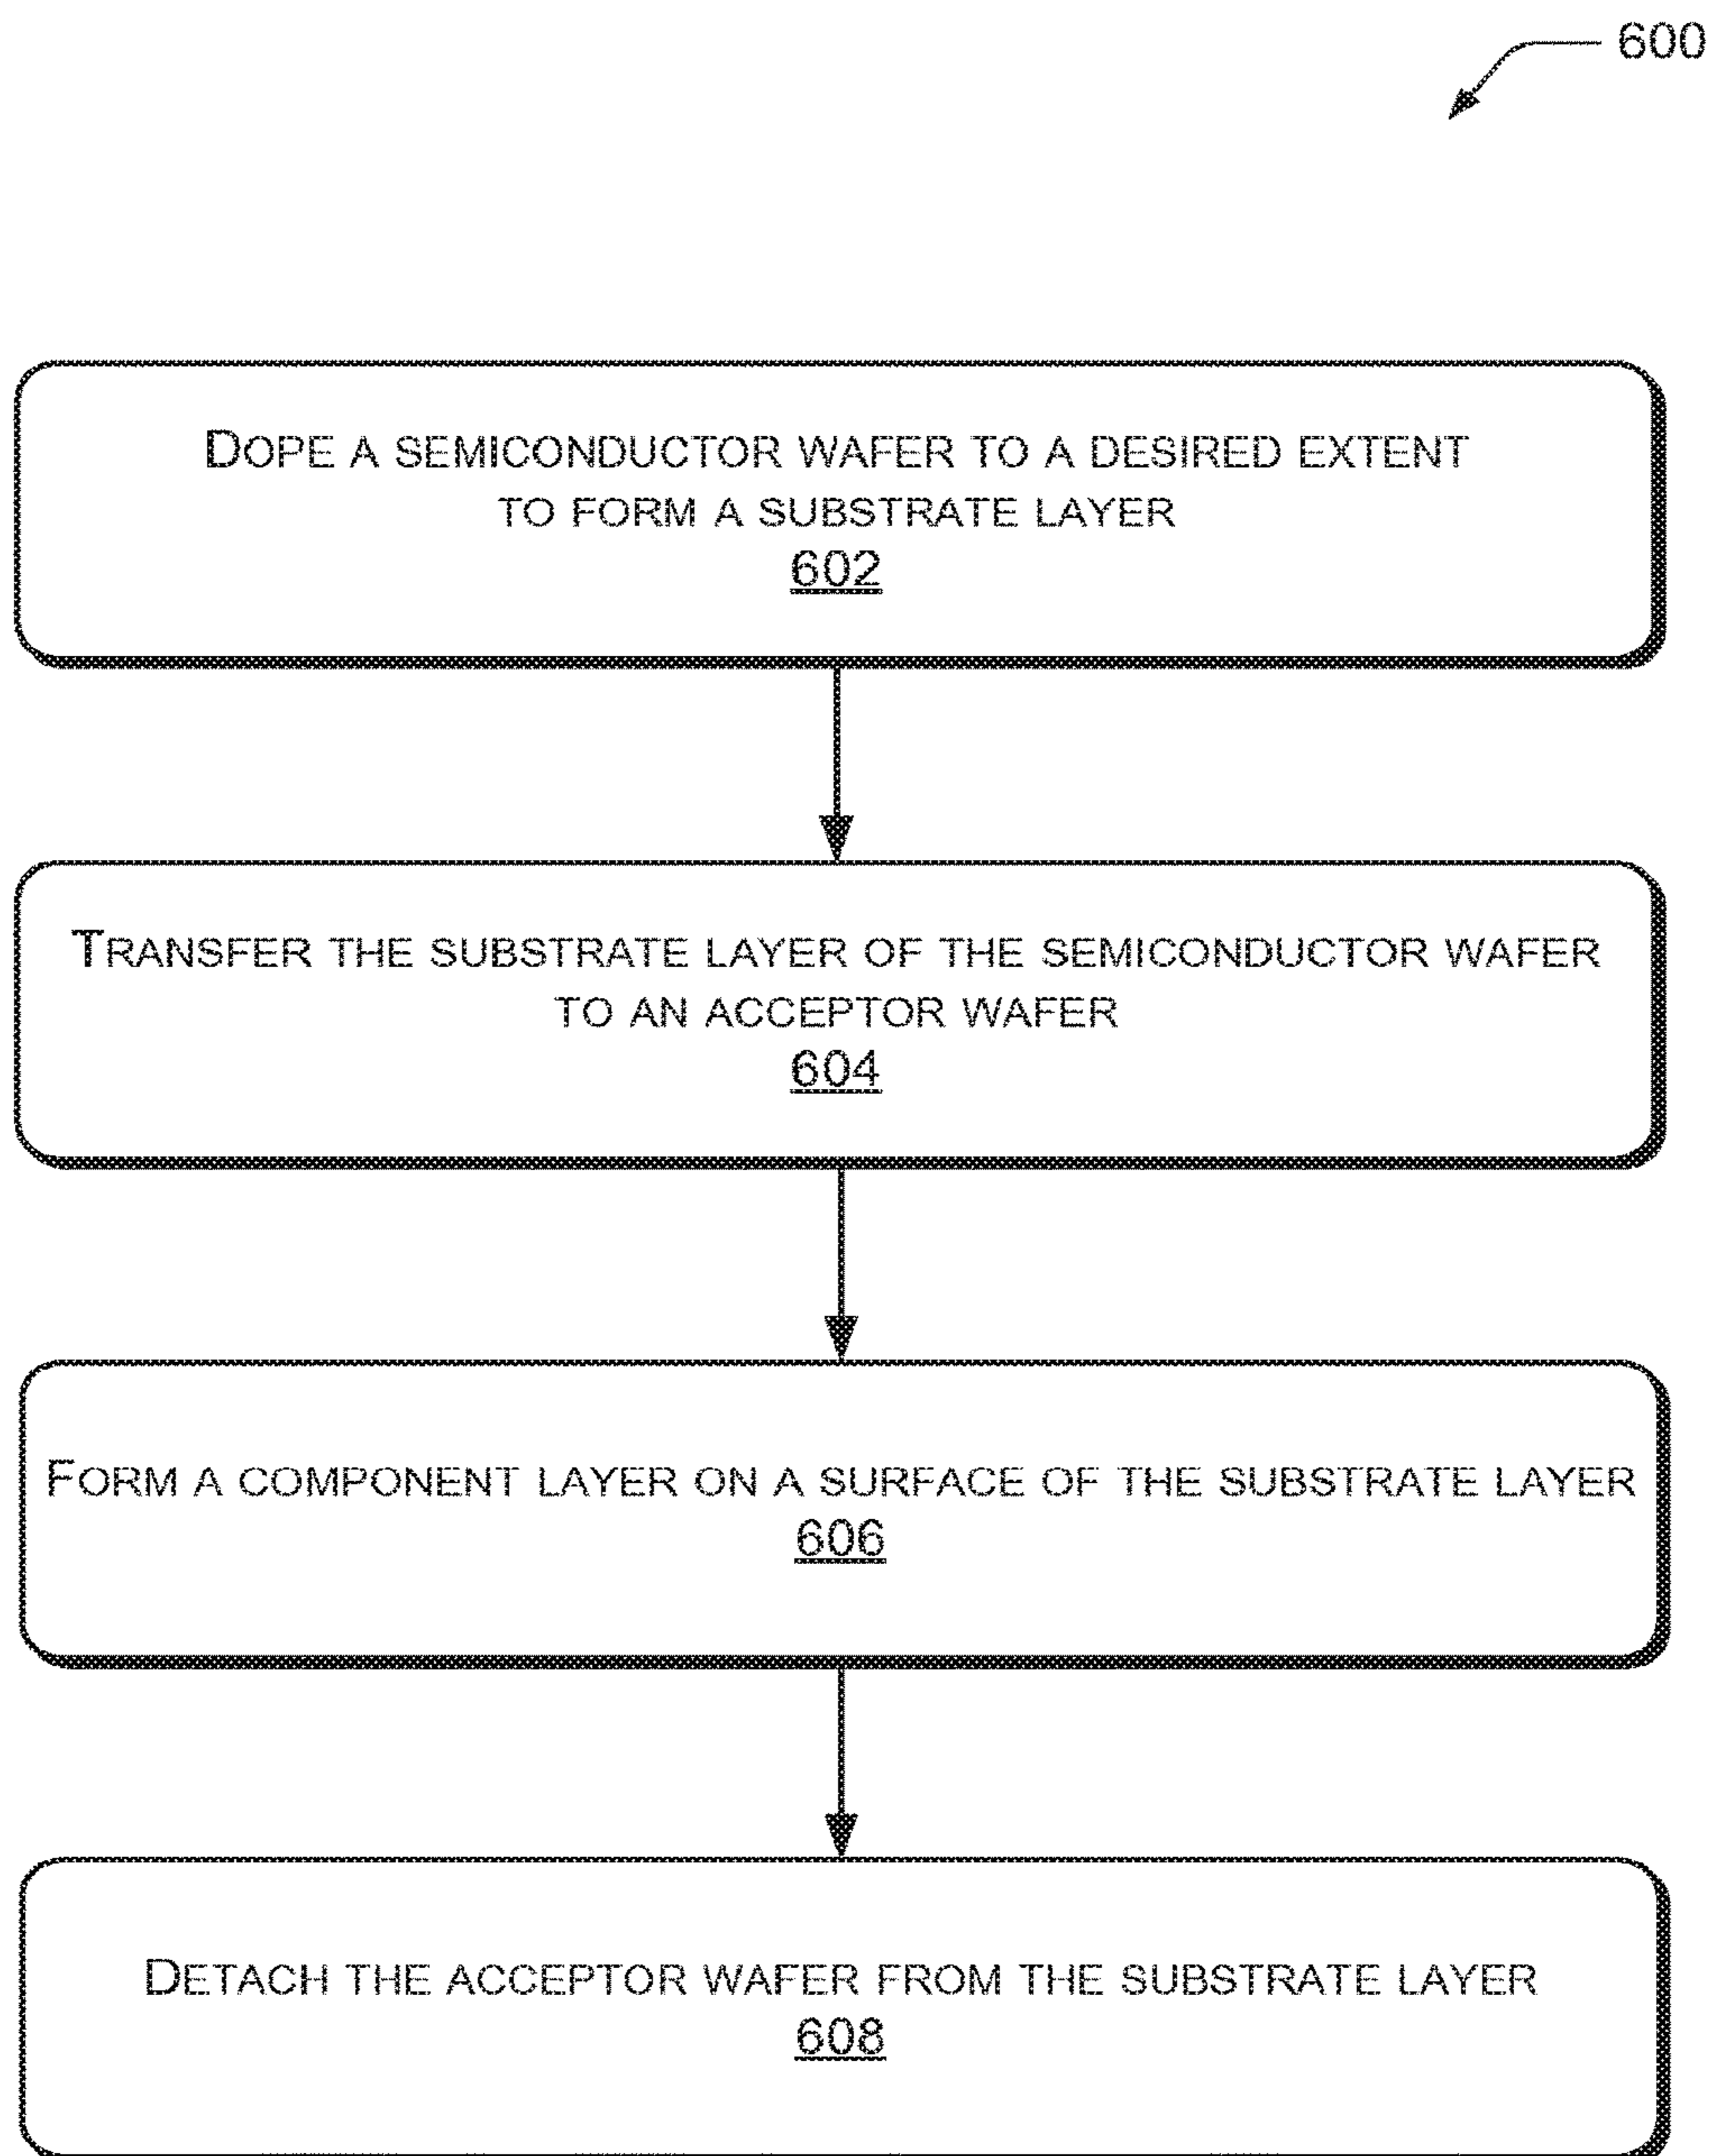 600
DOPE A SEMICONDUCTOR WAFER TO A DESIRED EXTENT
TO FORM A SUBSTRATE LAYER
602
TRANSFER THE SUBSTRATE LAYER OF THE SEMICONDUCTOR WAFER
TO AN ACCEPTOR WAFER
604
FORM A COMPONENT LAYER ON A SURFACE OF THE SUBSTRATE LAYER
606
DETACH THE ACCEPTOR WAFER FROM THE SUBSTRATE LAYER
608